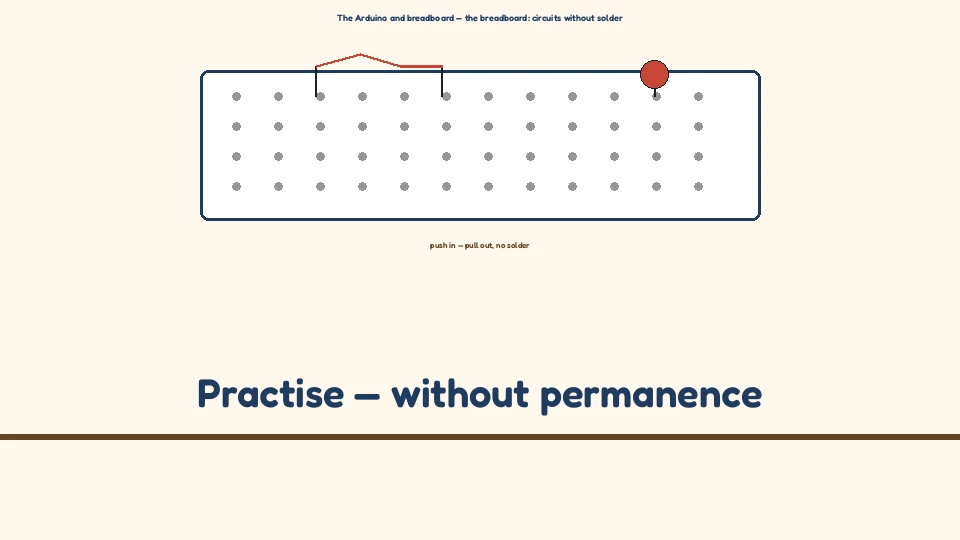 The Arduino and breadboard — the breadboard: circuits without solder
push in — pull out, no solder
Practise — without permanence